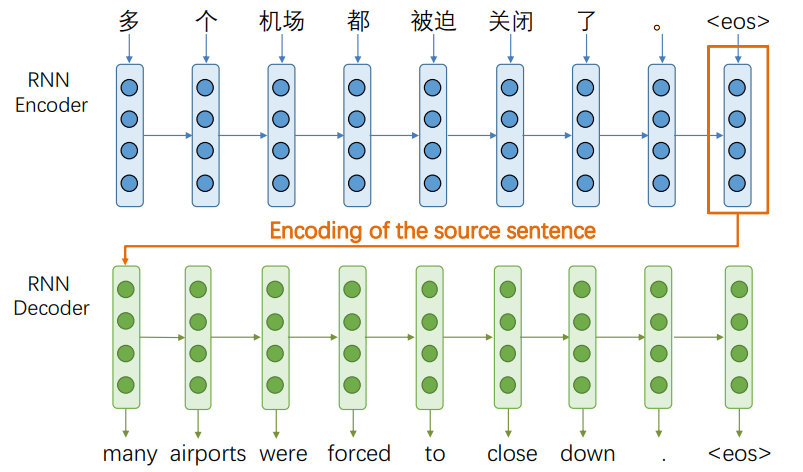 多 个 机场 都 被迫 关闭 了 。 <eos>
RNN
Encoder
Encoding of the source sentence
RNN
Decoder
many airports were forced to close down . <eos>